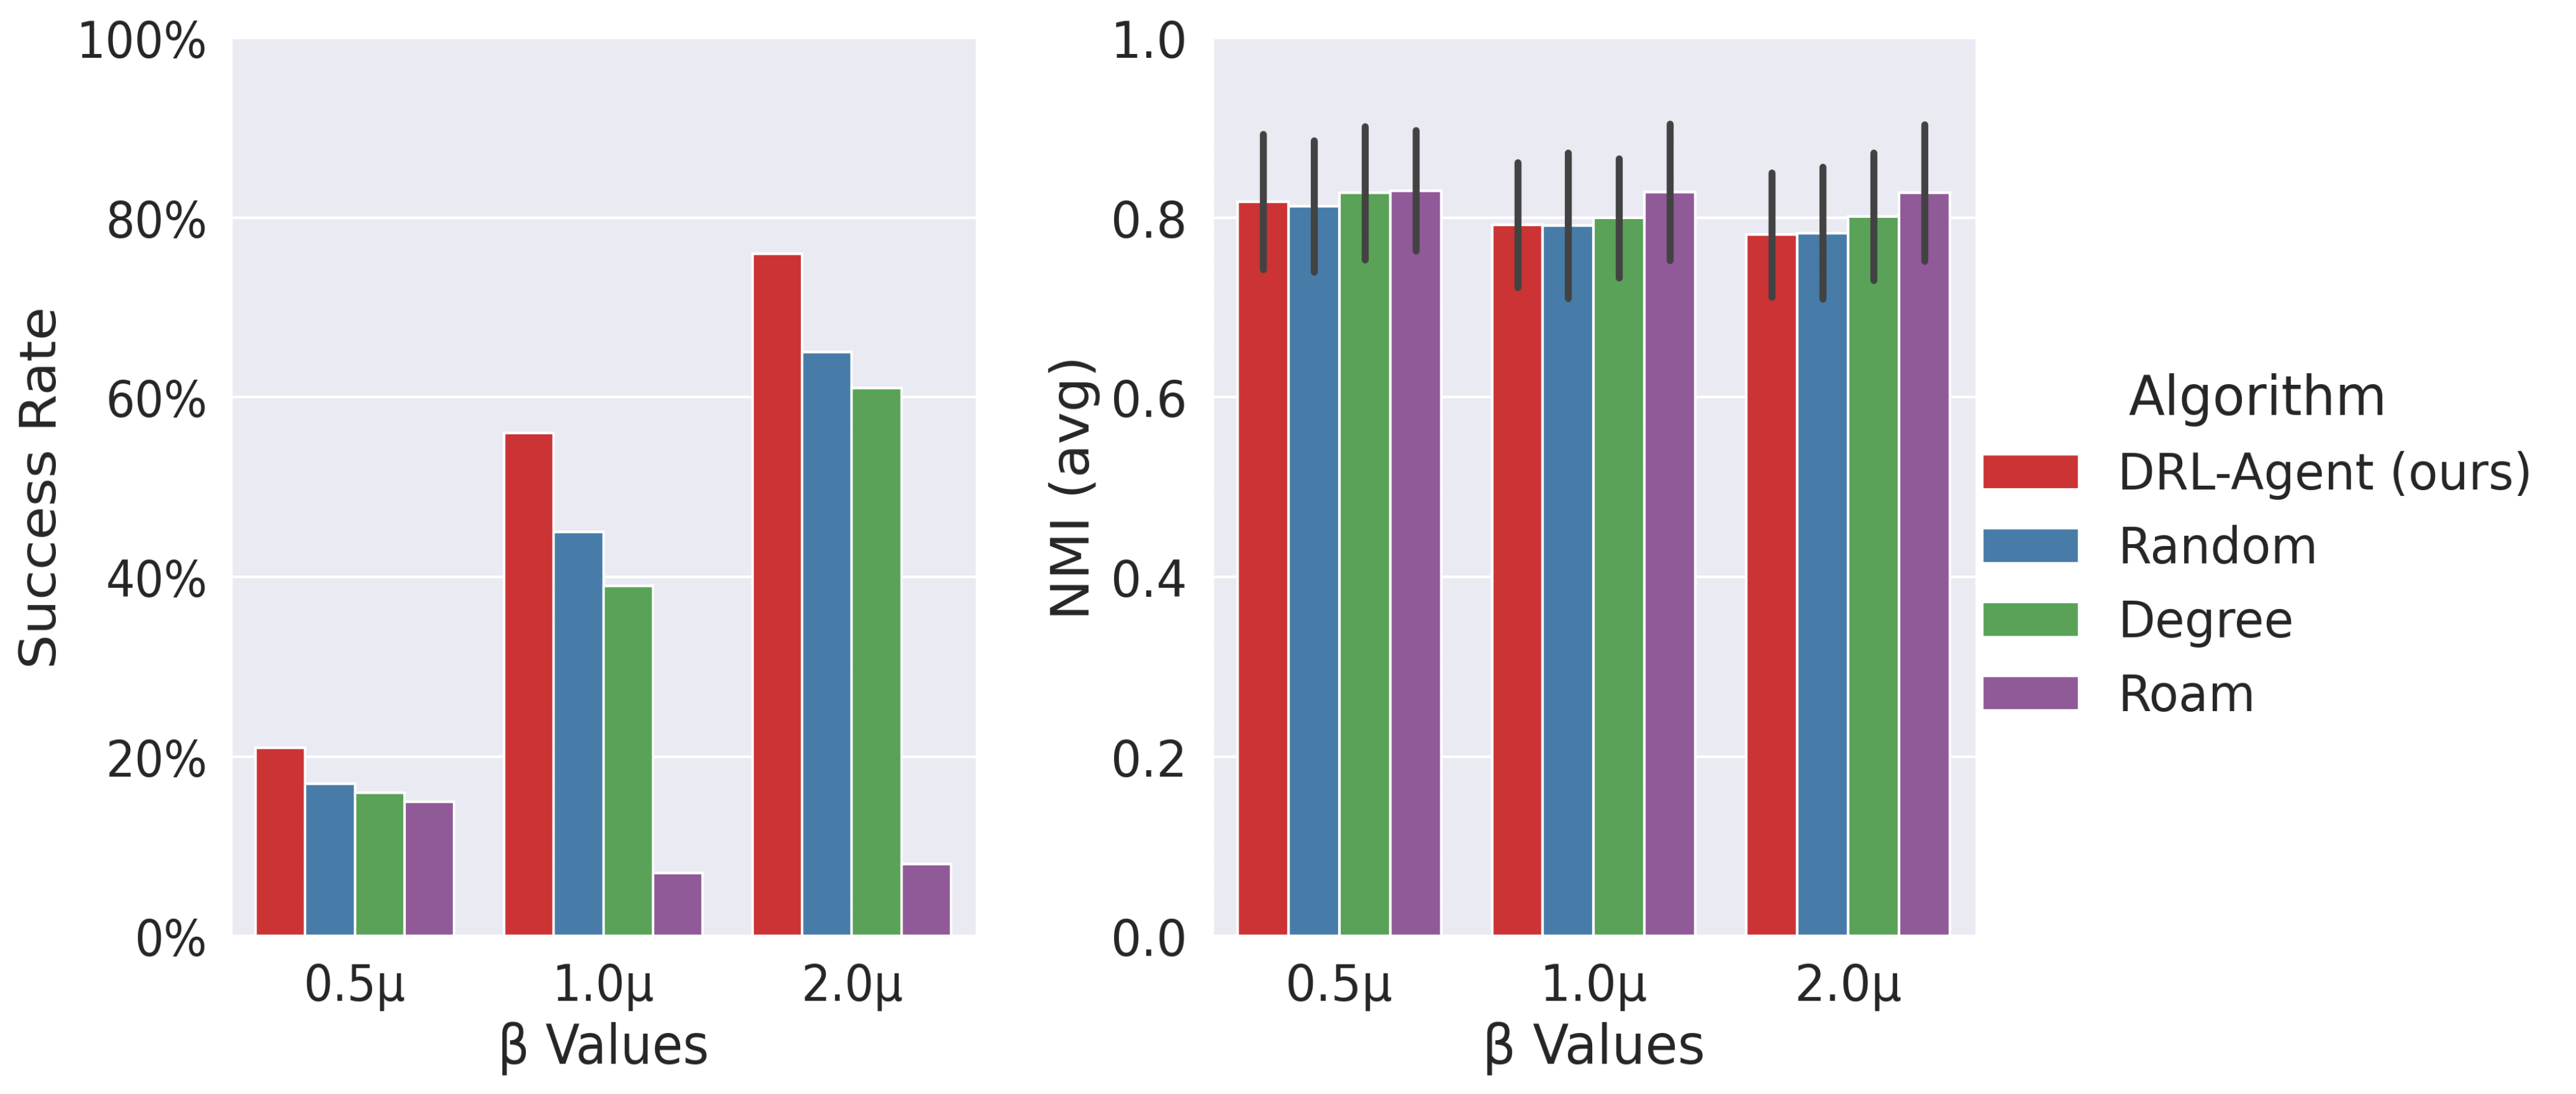 100%
80%
60%
40%
20%
0%
Success Rate
0.5μ 1.0μ 2.0μ
β Values
1.0
0.8
0.6
0.4
0.2
0.0
NMI (avg)
0.5μ 1.0μ 2.0μ
β Values
Algorithm
DRL-Agent (ours)
Random
Degree
Roam